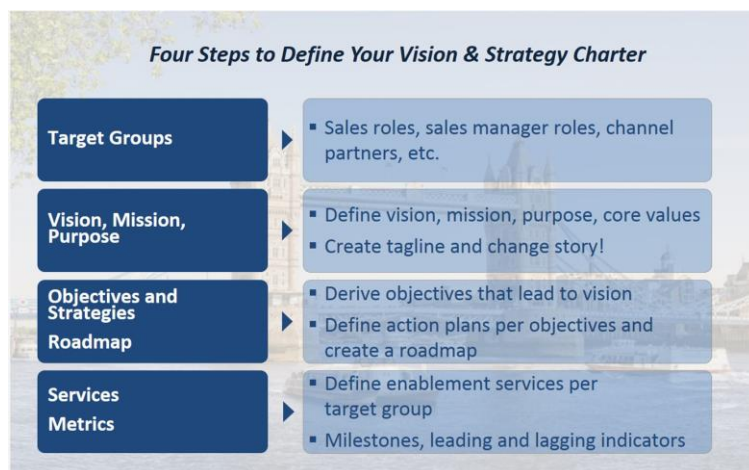 Four Steps to Define Your Vision & Strategy Charter
Target Groups
▪ Sales roles, sales manager roles, channel
partners, etc.
Vision, Mission,
Purpose
▪ Define vision, mission, purpose, core values
▪ Create tagline and change story!
Objectives and
Strategies
Roadmap
▪ Derive objectives that lead to vision
▪ Define action plans per objectives and
create a roadmap
Services
Metrics
▪ Define enablement services per
target group
▪ Milestones, leading and lagging indicators